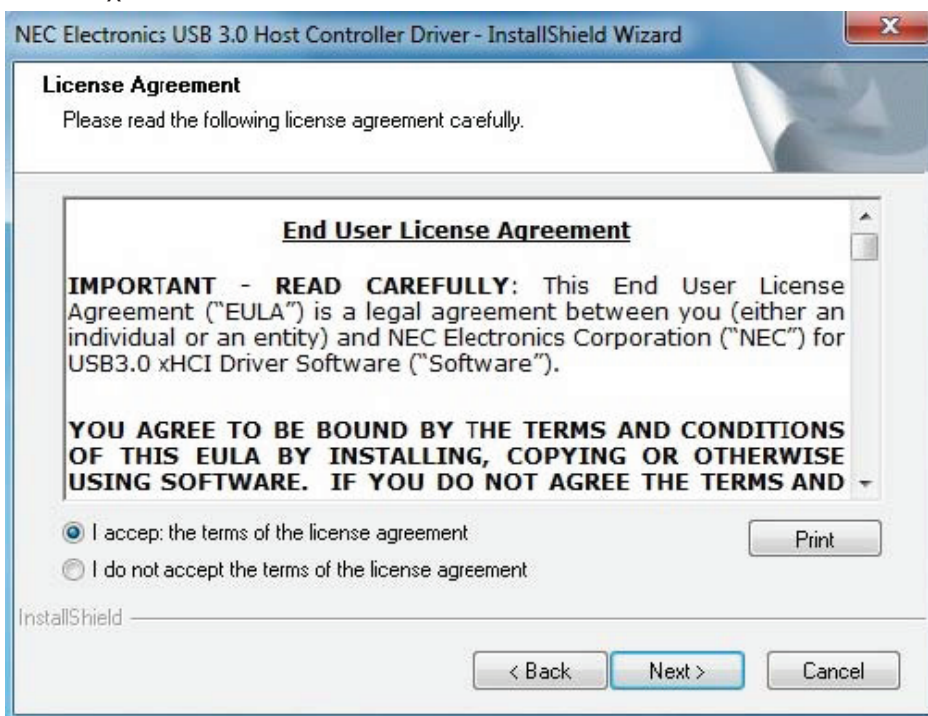 NEC Electronics USB 3.0 Host Controller Driver - InstallShield Wizard
License Agreement
Please read the following license agreement carefully.
End User License Agreement
IMPORTANT - READ CAREFULLY: This End User License
Agreement ("EULA") is a legal agreement between you (either an
individual or an entity) and NEC Electronics Corporation ("NEC") for
USB3.0 xHCI Driver Software ("Software").
YOU AGREE TO BE BOUND BY THE TERMS AND CONDITIONS
OF THIS EULA BY INSTALLING, COPYING OR OTHERWISE
USING SOFTWARE. IF YOU DO NOT AGREE THE TERMS AND
I accep: the terms of the license agreement
Print
I do not accept the terms of the license agreement
InstallShield
< Back
Next >
Cancel